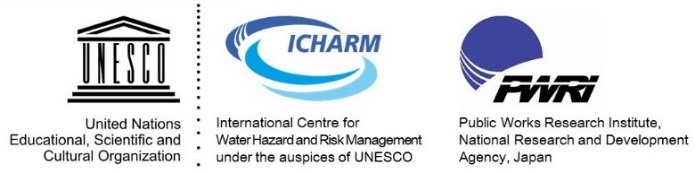 UNESCO
United Nations
Educational, Scientific and
Cultural Organization
ICHARM
International Centre for
Water Hazard and Risk Management
under the auspices of UNESCO
PWRI
Public Works Research Institute,
National Research and Development
Agency, Japan